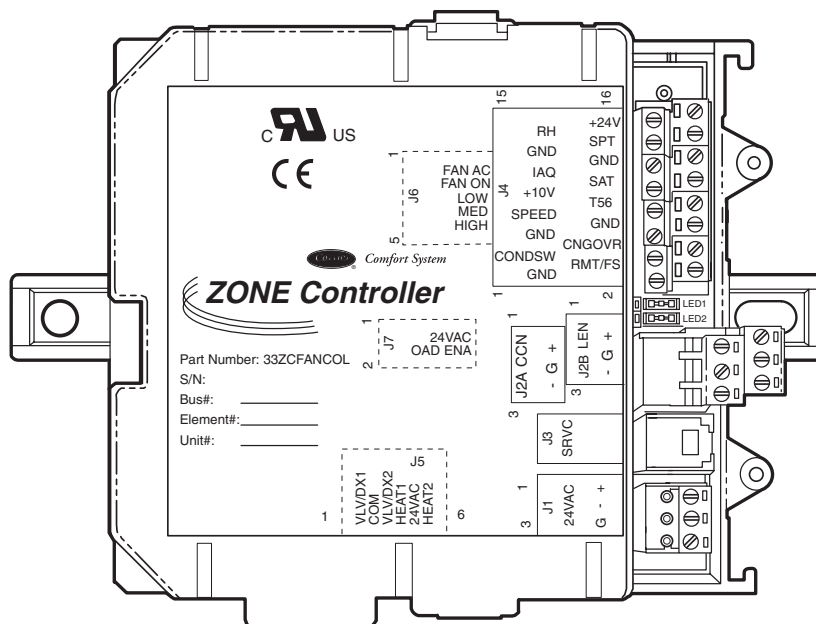 C US
CE
1
J6
5
FAN AC
FAN ON
LOW
MED
HIGH
15
16
J4
RH
GND
IAQ
+10V
SPEED
GND
CONDSW
GND
+24V
SPT
GND
SAT
T56
GND
CNGOVR
RMT/FS
1
2
Carrier ® Comfort System
ZONE Controller
LED1
LED2
1
J7
2
24VAC
OAD ENA
1
J2A CCN
- G +
3
1
J2B LEN
- G +
3
Part Number: 33ZCFANCOL
S/N:
Bus#:
Element#:
Unit#:
J3
SRVC
J5
1
VLV/DX1
COM
VLV/DX2
HEAT1
24VAC
HEAT2
6
1
J1
24VAC
3
G - +